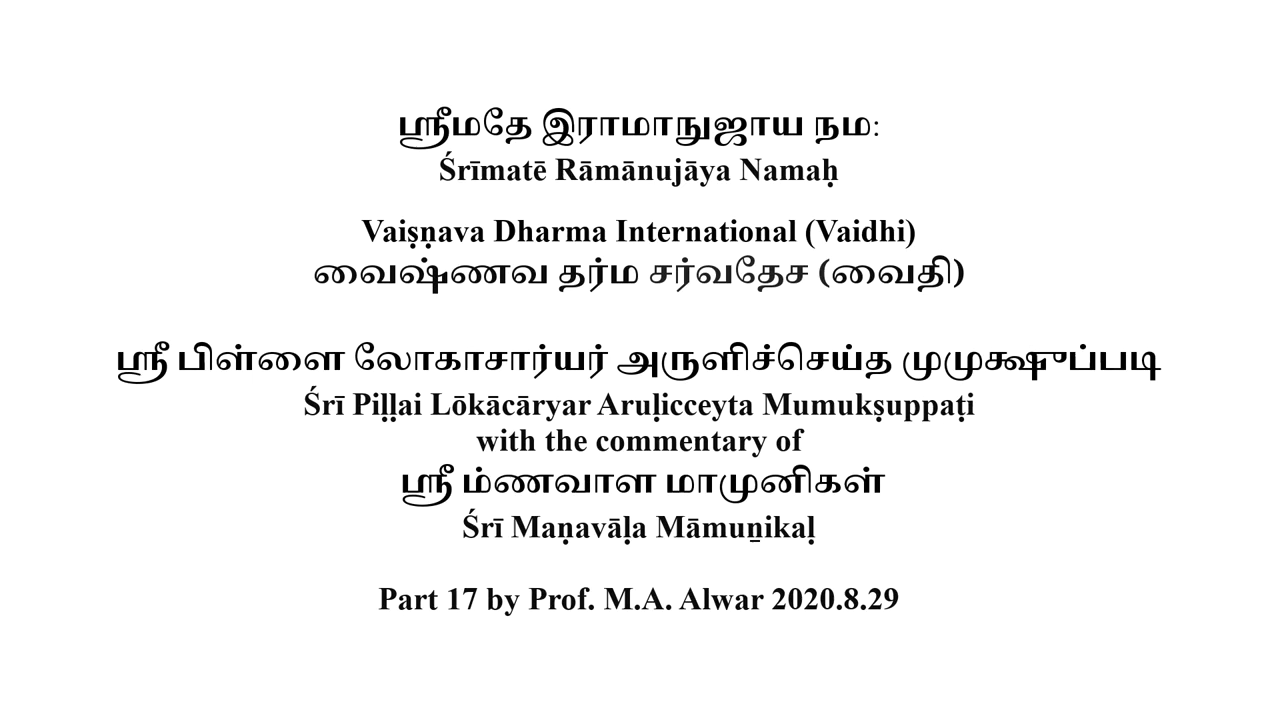 ஸ்ரீமதே இராமாநுஜாய நம:
Śrīmatē Rāmānujāya Namaḥ
Vaiṣṇava Dharma International (Vaidhi)
வைஷ்ணவ தர்ம சர்வதேச (வைதி)
ஸ்ரீ பிள்ளை லோகாசார்யர் அருளிச்செய்த முமுக்ஷுப்படி
Śrī Piḷḷai Lōkācāryar Aruḷicceyta Mumukṣuppaṭi
with the commentary of
ஸ்ரீ ம்ணவாள மாமுனிகள்
Śrī Maṇavāḷa Māmuṉikaḷ
Part 17 by Prof. M.A. Alwar 2020.8.29